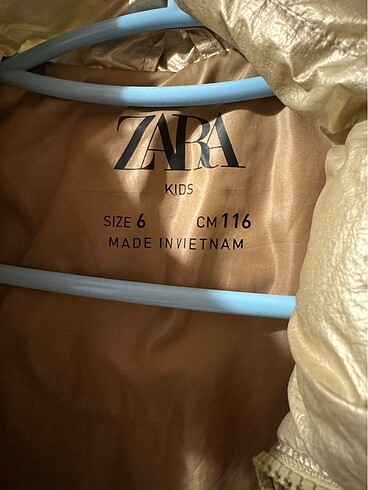 ZARA
KIDS
SIZE 6 CM 116
MADE IN VIETNAM